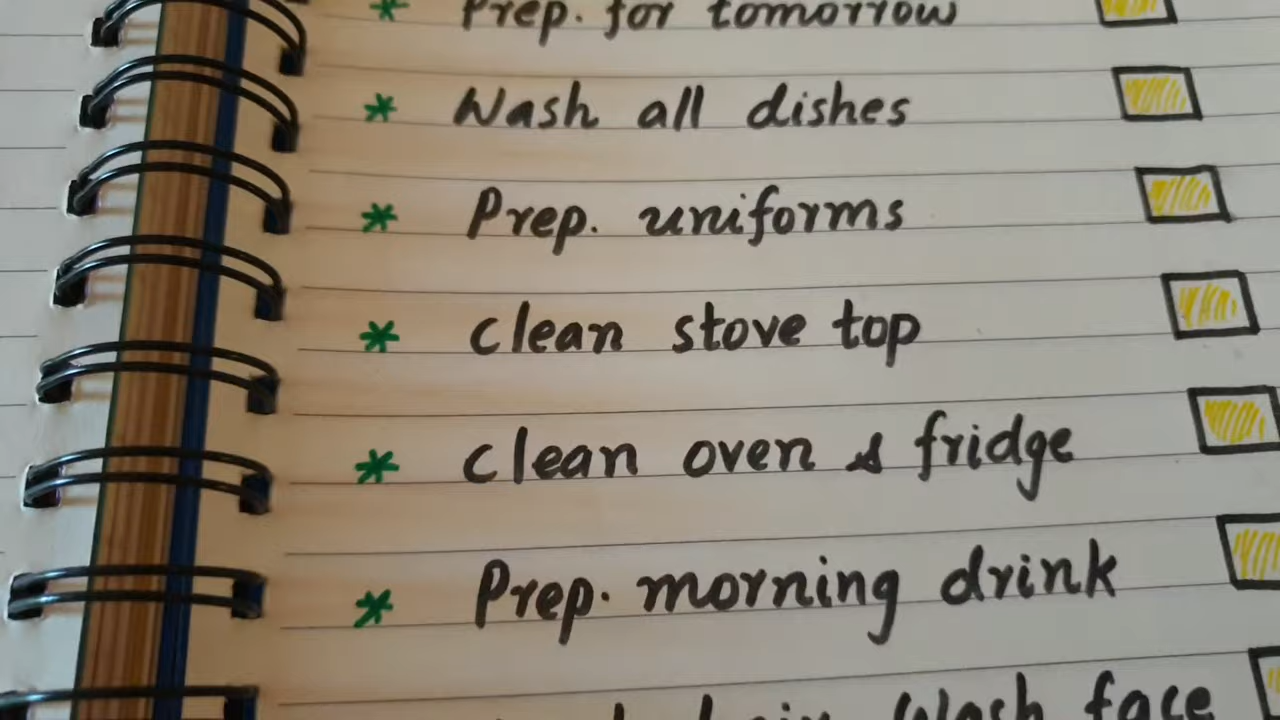 * Prep. for tomorrow
* Wash all dishes
* Prep. uniforms
* clean stove top
* clean oven & fridge
* Prep. morning drink
wash face